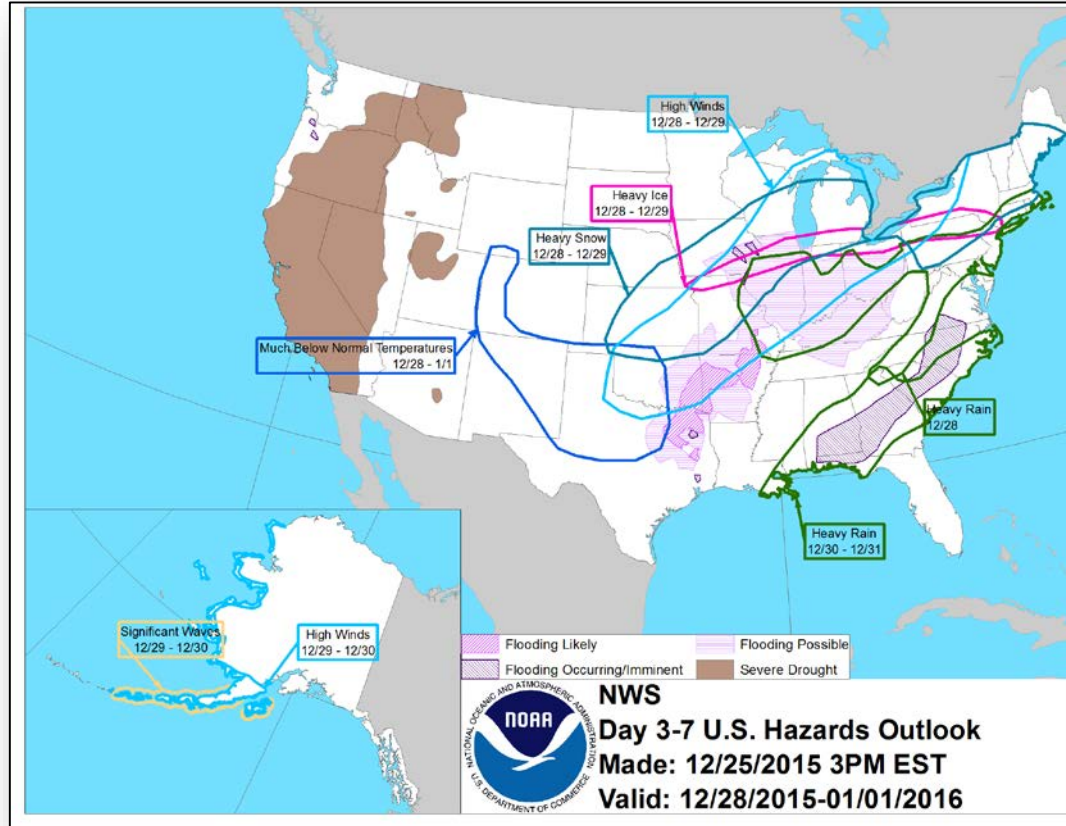 High Winds
12/28 - 12/29
Heavy Ice
12/28 - 12/29
Heavy Snow
12/28 - 12/29
Much Below Normal Temperatures
12/28 - 1/1
Heavy Rain
12/28
Heavy Rain
12/30 - 12/31
Significant Waves
12/29 - 12/30
High Winds
12/29 - 12/30
Flooding Likely
Flooding Possible
Flooding Occurring/Imminent
Severe Drought
NATIONAL OCEANIC AND ATMOSPHERIC ADMINISTRATION
NOAA
U.S. DEPARTMENT OF COMMERCE
NWS
Day 3-7 U.S. Hazards Outlook
Made: 12/25/2015 3PM EST
Valid: 12/28/2015-01/01/2016